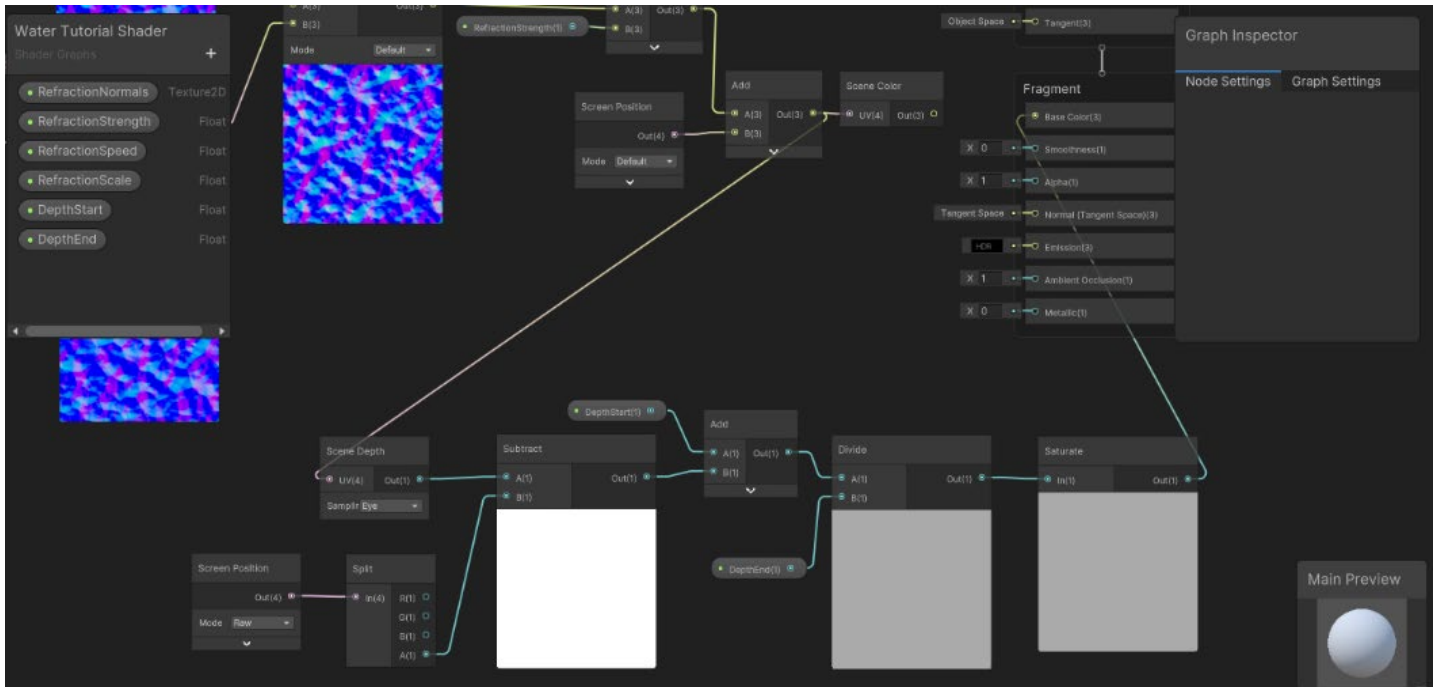 Water Tutorial Shader
Shader Graphs
+
RefractionNormals Texture2D
RefractionStrength Float
RefractionSpeed Float
RefractionScale Float
DepthStart Float
DepthEnd Float
A(3) Out(3)
B(3)
Mode Default
RefractionStrength(1)
A(3) Out(3)
B(3)
Screen Position
Out(4)
Mode Default
Add
A(3) Out(3)
B(3)
Scene Color
UV(4) Out(3)
Object Space Tangent(3)
Fragment
Base Color(3)
X 0 Smoothness(1)
X 1 Alpha(1)
Tangent Space Normal (Tangent Space)(3)
HDR Emission(3)
X 1 Ambient Occlusion(1)
X 0 Metallic(1)
Graph Inspector
Node Settings Graph Settings
Scene Depth
UV(4) Out(1)
Samplin Eye
Screen Position
Out(4)
Mode Raw
Split
In(4) R(1)
G(1)
B(1)
A(1)
Subtract
A(1) Out(1)
B(1)
DepthStart(1)
Add
A(1) Out(1)
B(1)
DepthEnd(1)
Divide
A(1) Out(1)
B(1)
Saturate
In(1) Out(1)
Main Preview